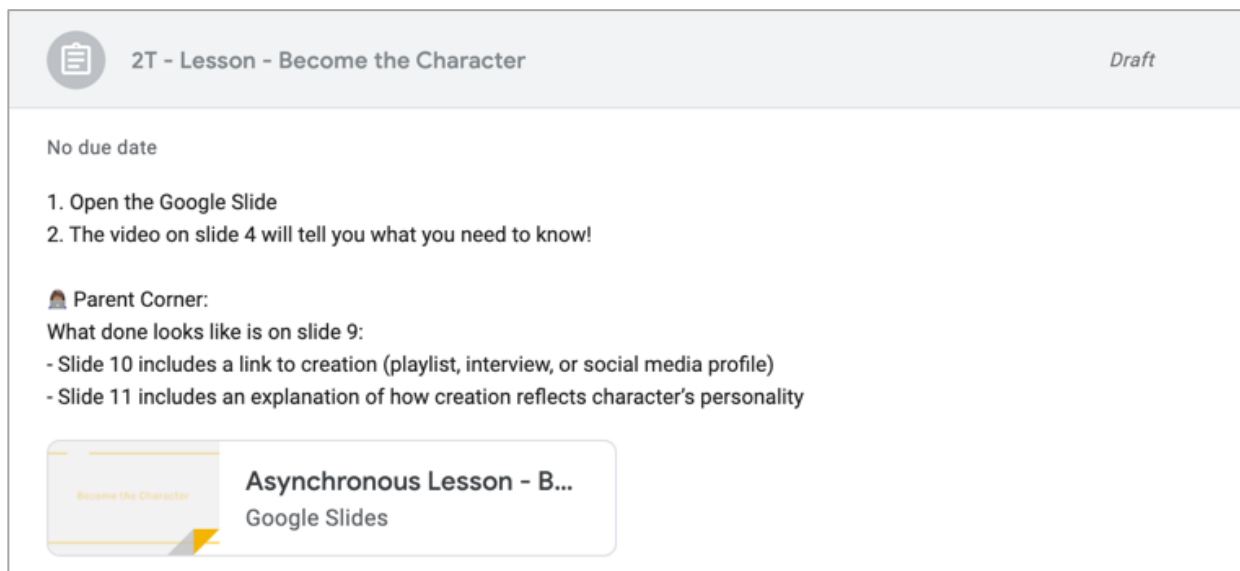 2T - Lesson - Become the Character
Draft
No due date
1. Open the Google Slide
2. The video on slide 4 will tell you what you need to know!
Parent Corner:
What done looks like is on slide 9:
- Slide 10 includes a link to creation (playlist, interview, or social media profile)
- Slide 11 includes an explanation of how creation reflects character’s personality
Become the Character
Asynchronous Lesson - B...
Google Slides